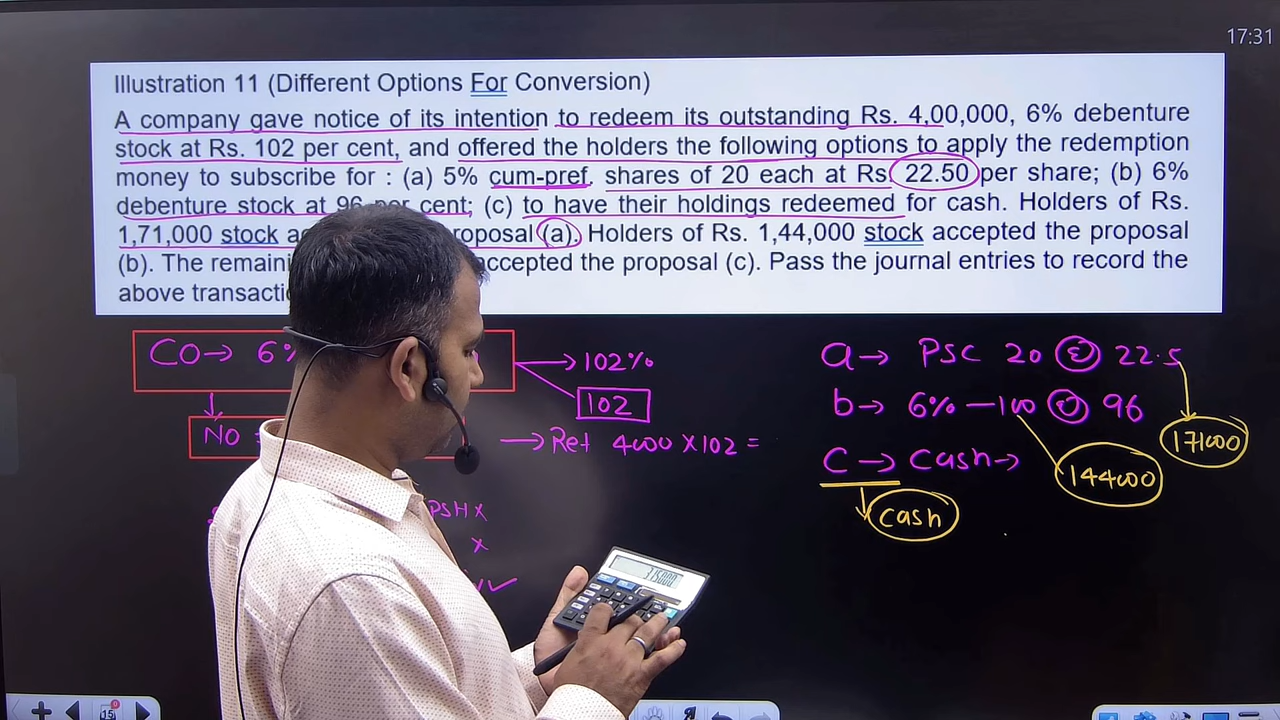 17:31
Illustration 11 (Different Options For Conversion)
A company gave notice of its intention to redeem its outstanding Rs. 4,00,000, 6% debenture
stock at Rs. 102 per cent, and offered the holders the following options to apply the redemption
money to subscribe for : (a) 5% cum-pref. shares of 20 each at Rs 22.50 per share; (b) 6%
debenture stock at 96 per cent; (c) to have their holdings redeemed for cash. Holders of Rs.
1,71,000 stock roposal (a). Holders of Rs. 1,44,000 stock accepted the proposal
(b). The remaini accepted the proposal (c). Pass the journal entries to record the
above transacti
CO→ 6%
→ 102%
102
NO
→ Ret 4000 X 102 =
PSH X
X
✓
a → PSC 20 @ 22.5
b → 6% — 100 @ 96
171000
C → Cash →
144000
cash
315000
15